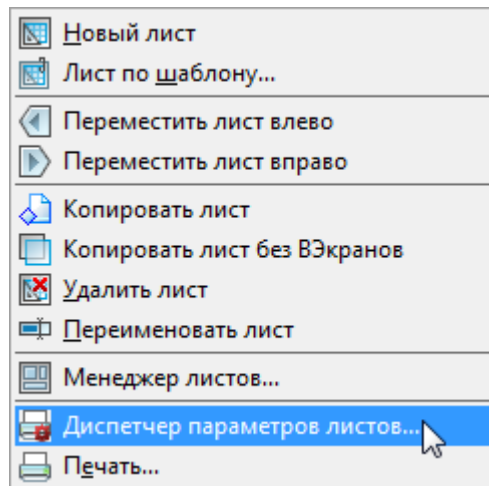 Новый лист
Лист по шаблону...
Переместить лист влево
Переместить лист вправо
Копировать лист
Копировать лист без ВЭкранов
Удалить лист
Переименовать лист
Менеджер листов...
Диспетчер параметров листов...
Печать...